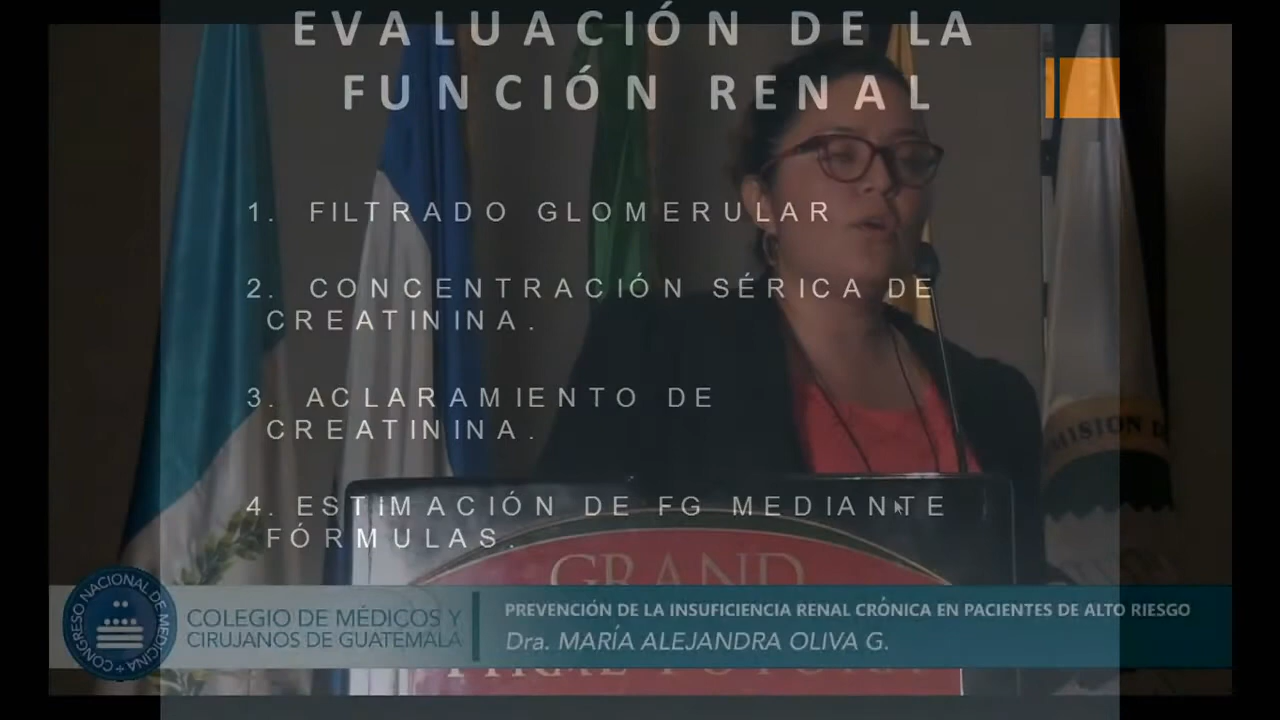 EVALUACIÓN DE LA
FUNCIÓN RENAL
1. FILTRADO GLOMERULAR
2. CONCENTRACIÓN SÉRICA DE
CREATININA.
3. ACLARAMIENTO DE
CREATININA.
4. ESTIMACIÓN DE FG MEDIANTE
FÓRMULAS.
GRAND
CONGRESO NACIONAL DE MEDICINA
COLEGIO DE MÉDICOS Y
CIRUJANOS DE GUATEMALA
PREVENCIÓN DE LA INSUFICIENCIA RENAL CRÓNICA EN PACIENTES DE ALTO RIESGO
Dra. MARÍA ALEJANDRA OLIVA G.